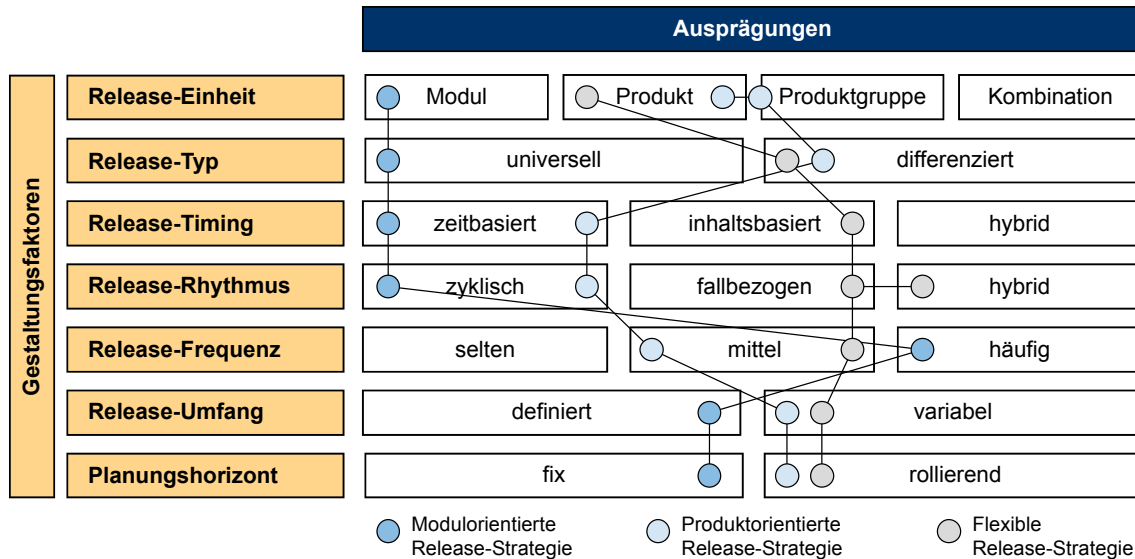 Ausprägungen
Gestaltungsfaktoren
Release-Einheit Modul Produkt Produktgruppe Kombination
Release-Typ universell differenziert
Release-Timing zeitbasiert inhaltsbasiert hybrid
Release-Rhythmus zyklisch fallbezogen hybrid
Release-Frequenz selten mittel häufig
Release-Umfang definiert variabel
Planungshorizont fix rollierend
Modulorientierte
Release-Strategie
Produktorientierte
Release-Strategie
Flexible
Release-Strategie